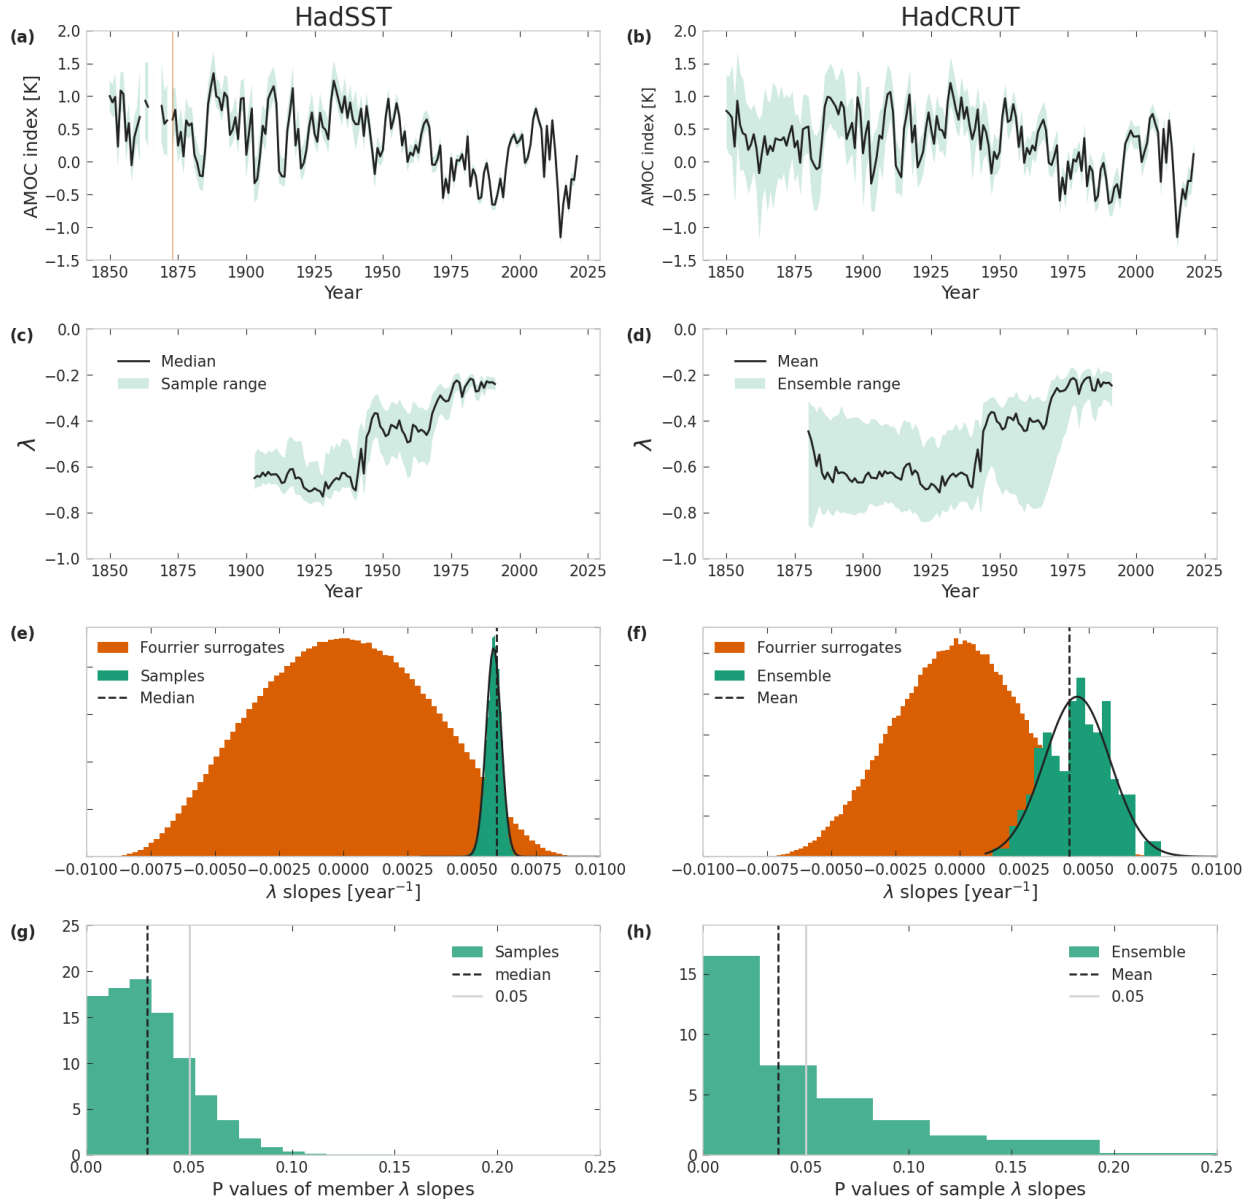 HadSST
HadCRUT
(a)
2.0
1.5
1.0
0.5
0.0
−0.5
−1.0
−1.5
AMOC index [K]
1850 1875 1900 1925 1950 1975 2000 2025
Year
(b)
2.0
1.5
1.0
0.5
0.0
−0.5
−1.0
−1.5
AMOC index [K]
1850 1875 1900 1925 1950 1975 2000 2025
Year
(c)
0.0
−0.2
−0.4
−0.6
−0.8
−1.0
λ
Median
Sample range
1850 1875 1900 1925 1950 1975 2000 2025
Year
(d)
0.0
−0.2
−0.4
−0.6
−0.8
−1.0
λ
Mean
Ensemble range
1850 1875 1900 1925 1950 1975 2000 2025
Year
(e)
Fourrier surrogates
Samples
Median
−0.0100 −0.0075 −0.0050 −0.0025 0.0000 0.0025 0.0050 0.0075 0.0100
λ slopes [year⁻¹]
(f)
Fourrier surrogates
Ensemble
Mean
−0.0100 −0.0075 −0.0050 −0.0025 0.0000 0.0025 0.0050 0.0075 0.0100
λ slopes [year⁻¹]
(g)
25
20
15
10
5
0
Samples
median
0.05
0.00 0.05 0.10 0.15 0.20 0.25
P values of member λ slopes
(h)
15
10
5
0
Ensemble
Mean
0.05
0.00 0.05 0.10 0.15 0.20 0.25
P values of sample λ slopes